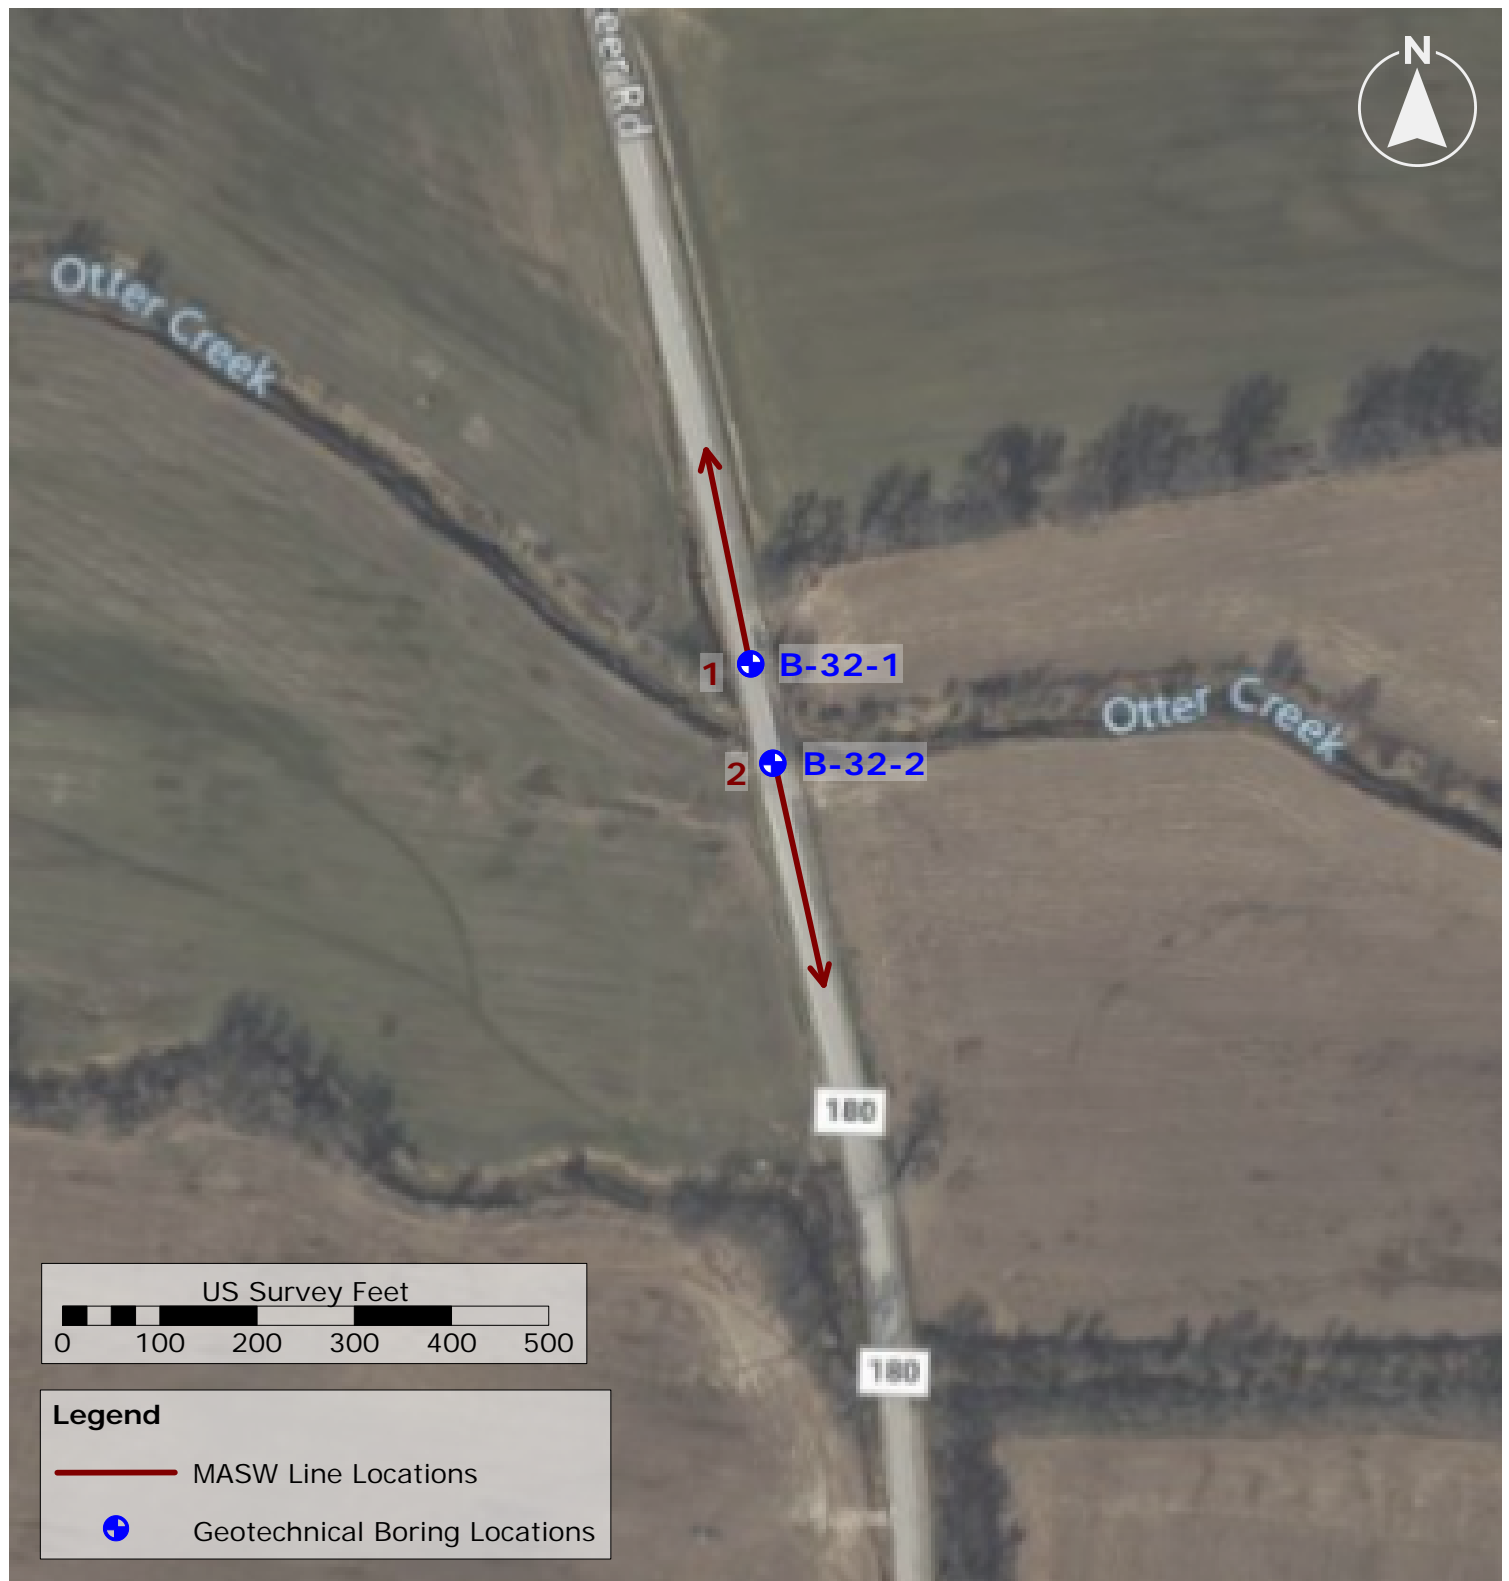 N
Rd
Otter Creek
1 B-32-1
Otter Creek
2 B-32-2
180
US Survey Feet
0 100 200 300 400 500
180
Legend
MASW Line Locations
Geotechnical Boring Locations